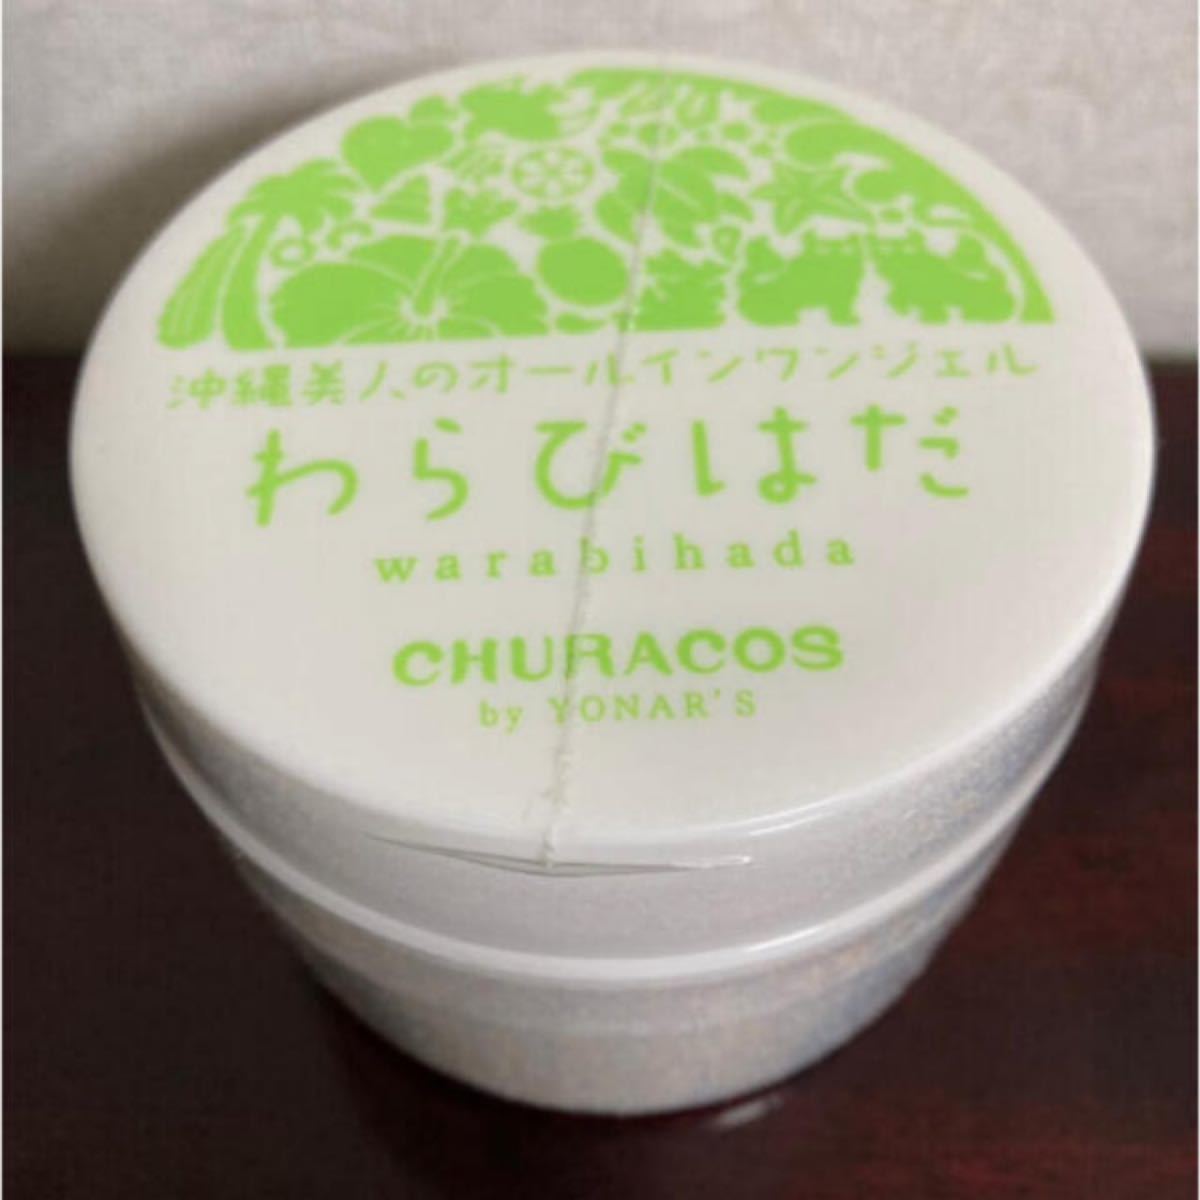 沖縄美人のオールインワンジェル
わらびはだ
warabihada
CHURACOS
by YONAR'S